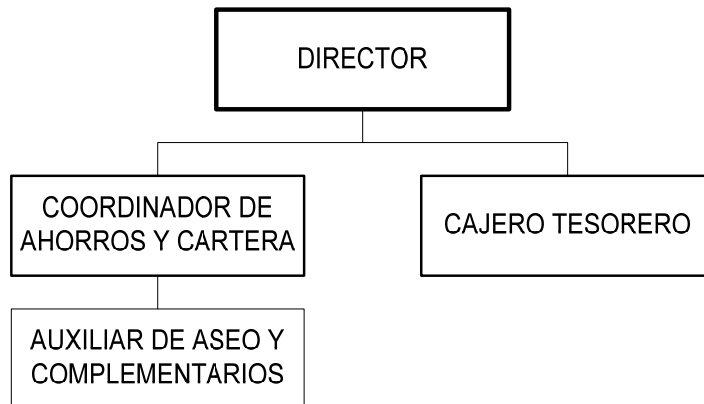 DIRECTOR
COORDINADOR DE
AHORROS Y CARTERA
CAJERO TESORERO
AUXILIAR DE ASEO Y
COMPLEMENTARIOS